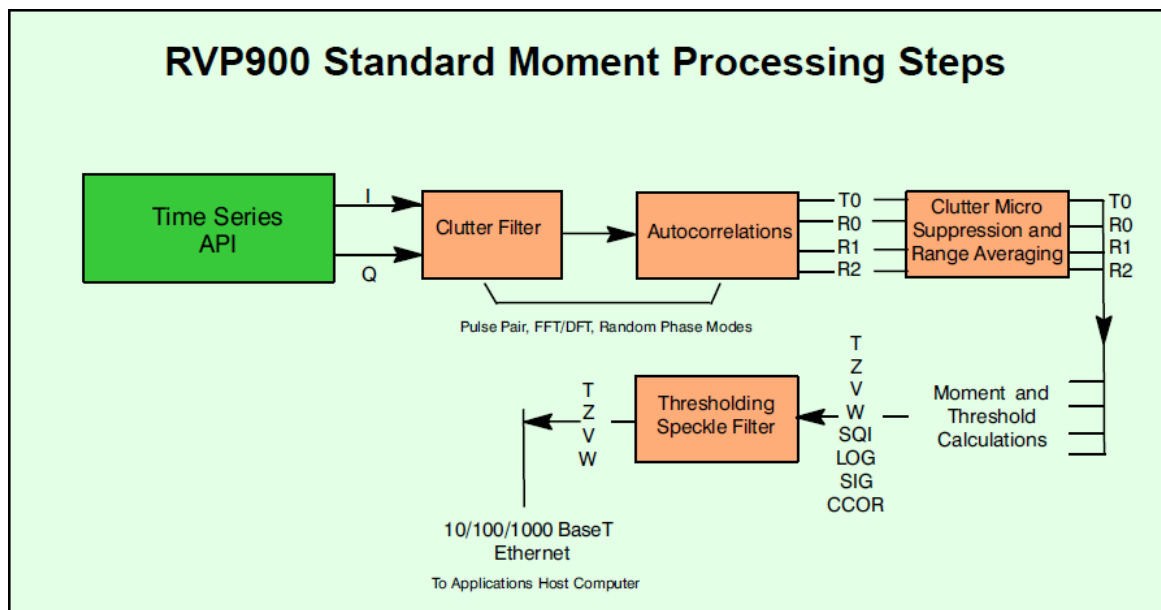 RVP900 Standard Moment Processing Steps
Time Series
API
I
Q
Clutter Filter
Autocorrelations
T0
R0
R1
R2
Clutter Micro
Suppression and
Range Averaging
T0
R0
R1
R2
Pulse Pair, FFT/DFT, Random Phase Modes
Moment and
Threshold
Calculations
T
Z
V
W
SQI
LOG
SIG
CCOR
Thresholding
Speckle Filter
T
Z
V
W
10/100/1000 BaseT
Ethernet
To Applications Host Computer